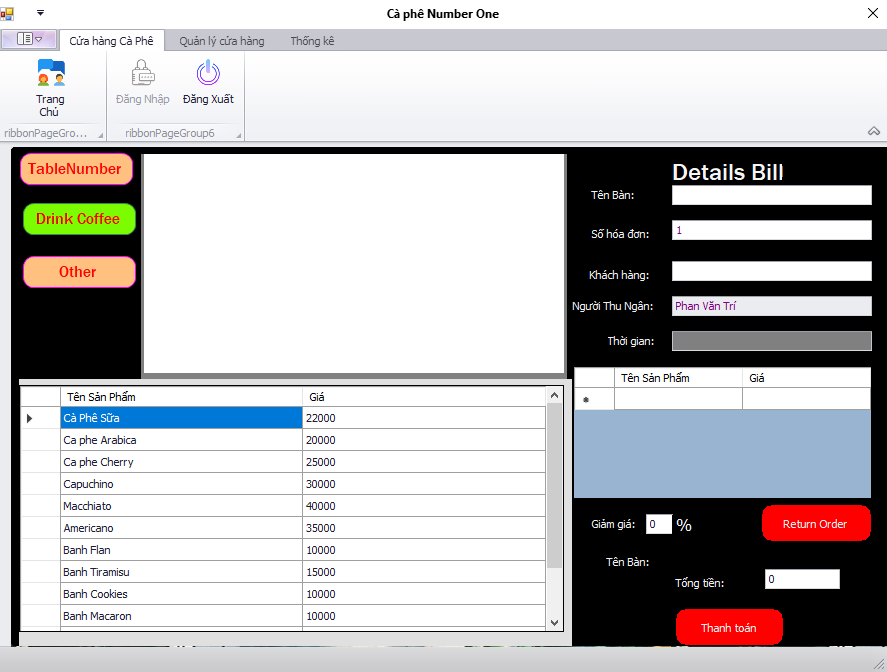 Cà phê Number One
Cửa hàng Cà Phê
Quản lý cửa hàng
Thống kê
Trang
Chủ
Đăng Nhập
Đăng Xuất
ribbonPageGro...
ribbonPageGroup6
TableNumber
Drink Coffee
Other
Details Bill
Tên Bàn:
Số hóa đơn: 1
Khách hàng:
Người Thu Ngân: Phan Văn Trí
Thời gian:
Tên Sản Phẩm Giá
Cà Phê Sữa 22000
Ca phe Arabica 20000
Ca phe Cherry 25000
Capuchino 30000
Macchiato 40000
Americano 35000
Banh Flan 10000
Banh Tiramisu 15000
Banh Cookies 10000
Banh Macaron 10000
Tên Sản Phẩm Giá
Giảm giá: 0 %
Return Order
Tên Bàn:
Tổng tiền: 0
Thanh toán